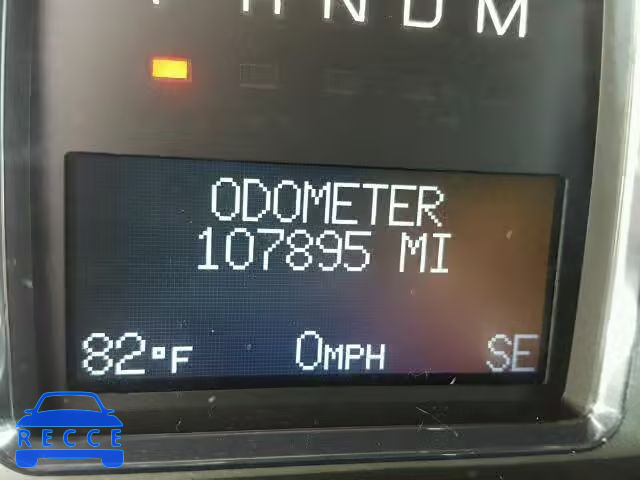 R N D M
ODOMETER
107895 MI
82°F 0MPH SE
RECCE